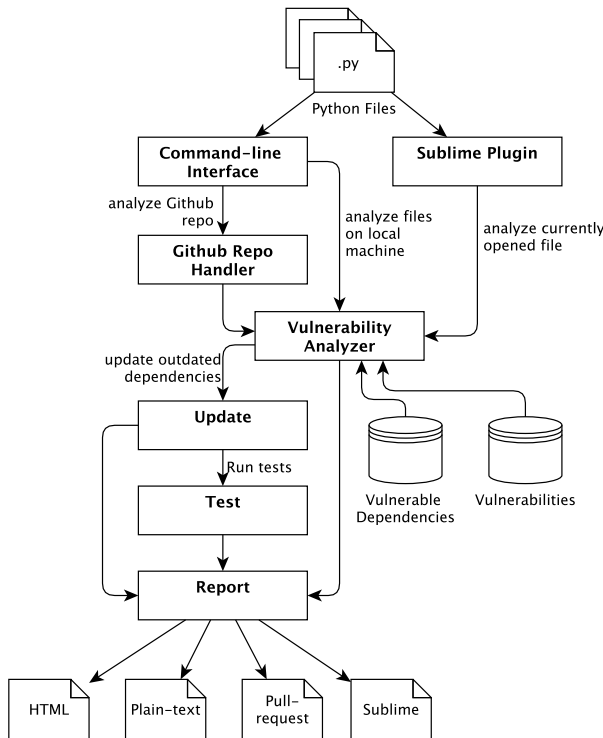 .py
Python Files
Command-line
Interface
Sublime Plugin
analyze Github
repo
analyze files
on local
machine
analyze currently
opened file
Github Repo
Handler
Vulnerability
Analyzer
update outdated
dependencies
Update
Run tests
Vulnerable
Dependencies
Vulnerabilities
Test
Report
HTML
Plain-text
Pull-
request
Sublime